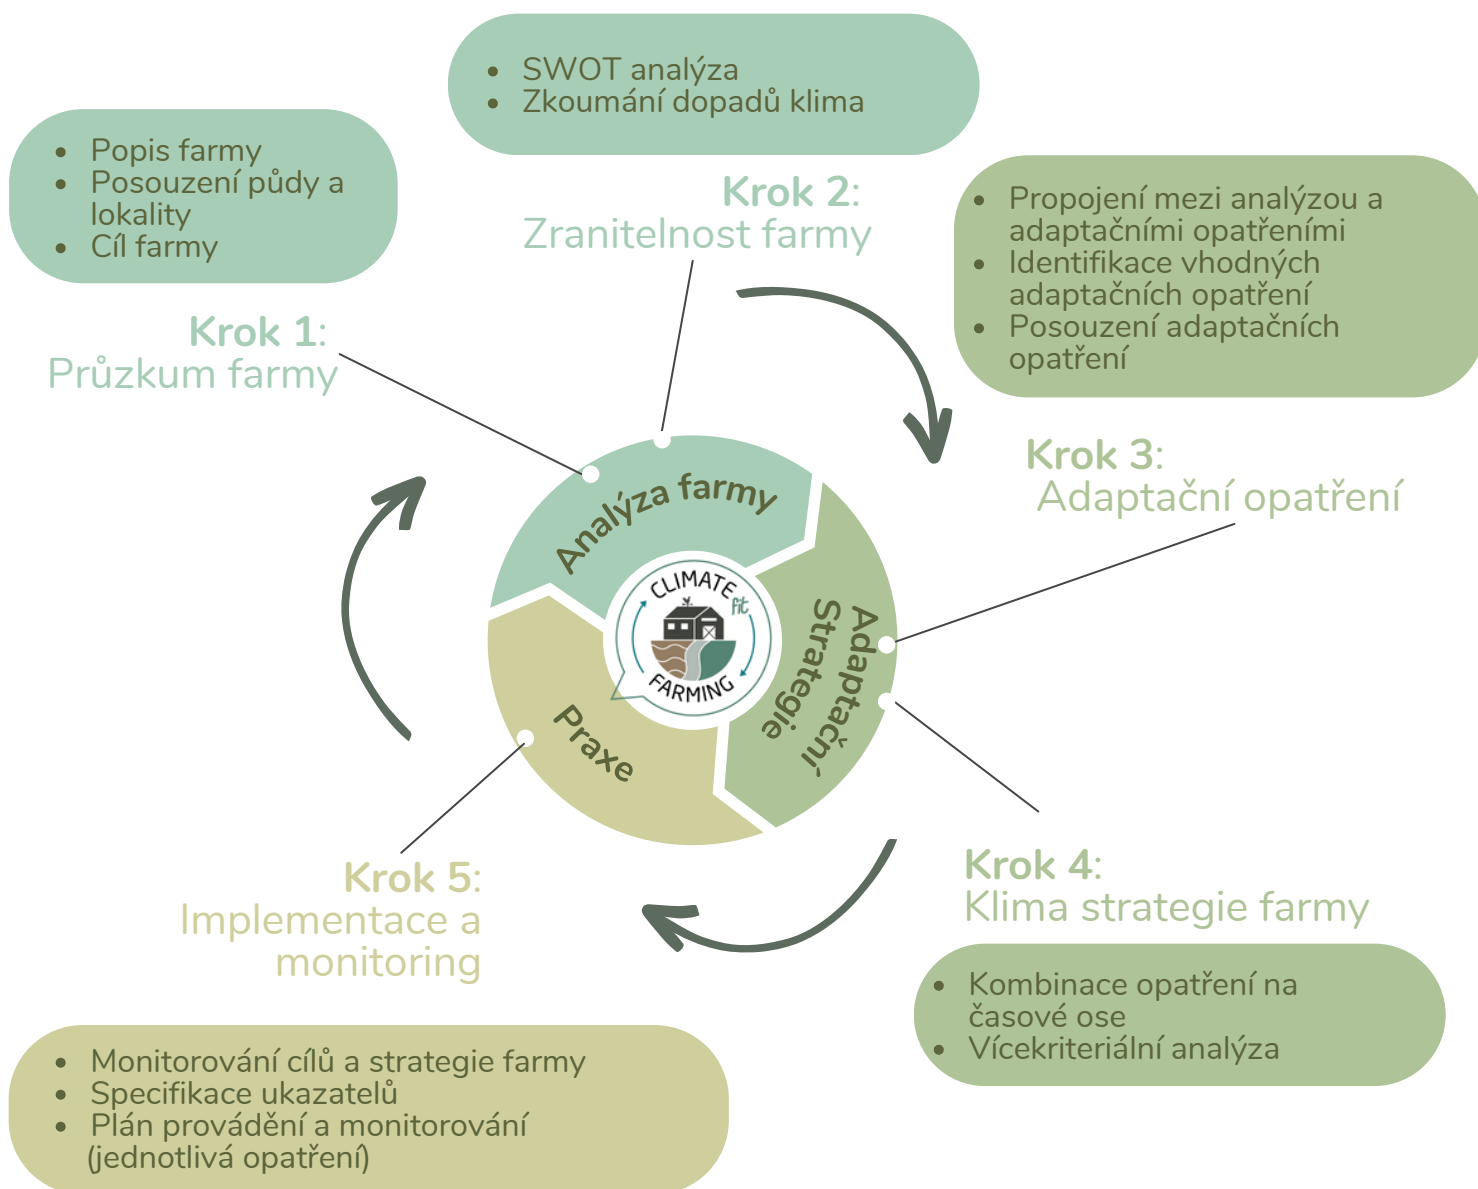 • SWOT analýza
• Zkoumání dopadů klima
• Popis farmy
• Posouzení půdy a
lokality
• Cíl farmy
Krok 2:
Zranitelnost farmy
• Propojení mezi analýzou a
adaptačními opatřeními
• Identifikace vhodných
adaptačních opatření
• Posouzení adaptačních
opatření
Krok 1:
Průzkum farmy
Krok 3:
Adaptační opatření
Analýza farmy
Adaptační
Strategie
Praxe
CLIMATE
fit
FARMING
Krok 4:
Klima strategie farmy
• Kombinace opatření na
časové ose
• Vícekriteriální analýza
Krok 5:
Implementace a
monitoring
• Monitorování cílů a strategie farmy
• Specifikace ukazatelů
• Plán provádění a monitorování
(jednotlivá opatření)